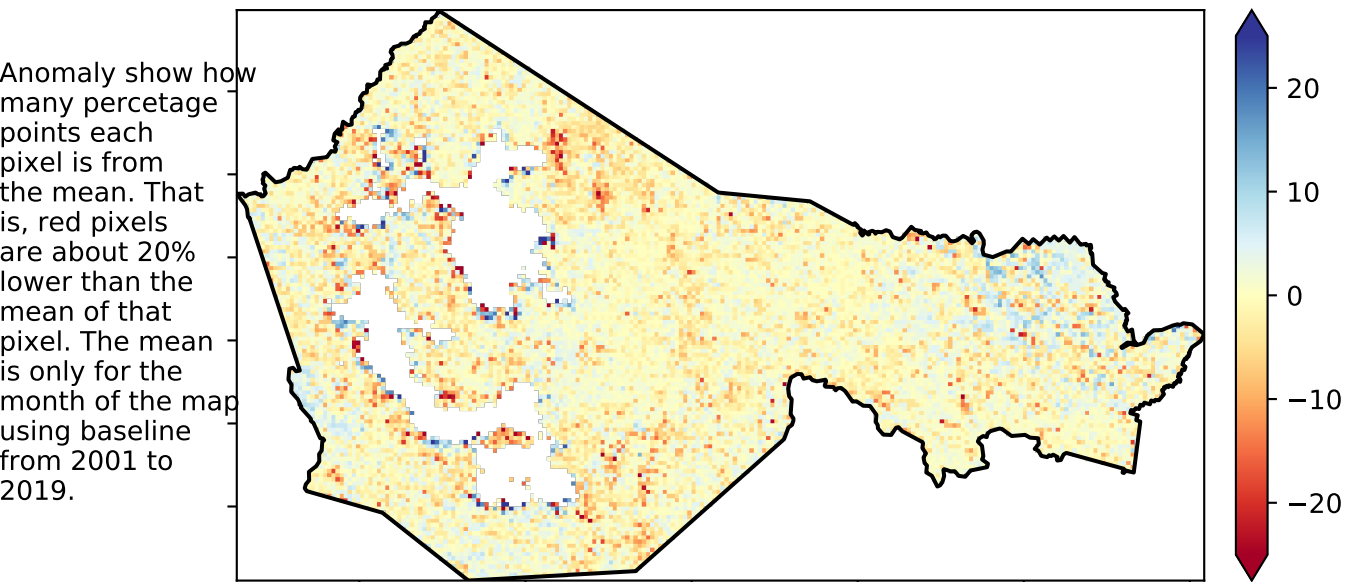 Anomaly show how
many percetage
points each
pixel is from
the mean. That
is, red pixels
are about 20%
lower than the
mean of that
pixel. The mean
is only for the
month of the map
using baseline
from 2001 to
2019.
20
10
0
−10
−20